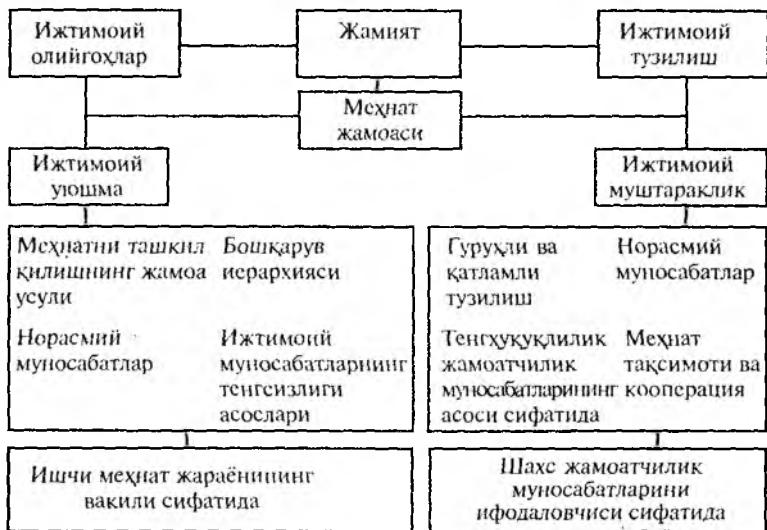 Ижтимоий
олийгоҳлар
Жамият
Ижтимоий
тузилиш
Меҳнат
жамоаси
Ижтимоий
уюшма
Ижтимоий
муштараклик
Меҳнатни ташкил
қилишнинг жамоа
усули
Бошқарув
иерархияси
Норасмий
муносабатлар
Ижтимоий
муносабатларнинг
тенгсизлиги
асослари
Гуруҳли ва
қатламли
тузилиш
Норасмий
муносабатлар
Тенгҳуқуқлилик
жамоатчилик
муносабатларининг
асоси сифатида
Меҳнат
тақсимоти ва
кооперация
Ишчи меҳнат жараёнининг
вакили сифатида
Шахс жамоатчилик
муносабатларини
ифодаловчиси сифатида